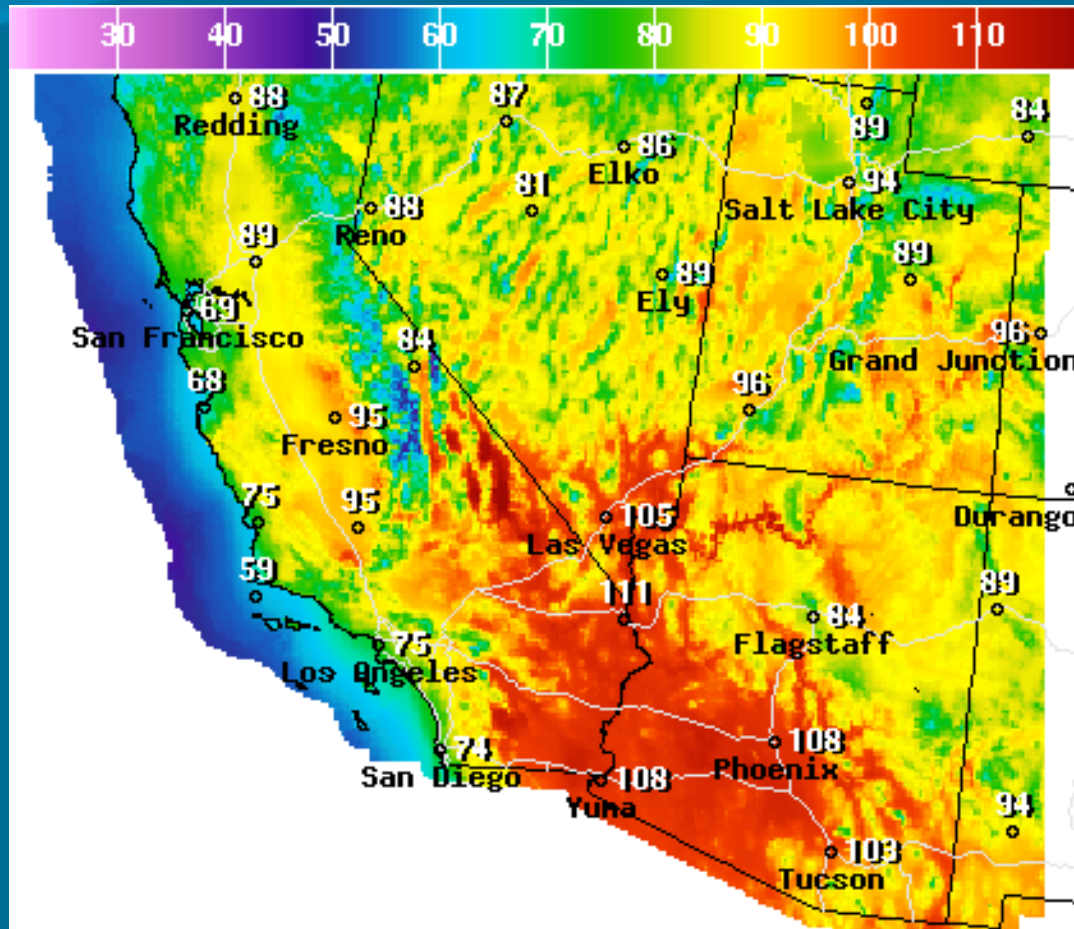 30 40 50 60 70 80 90 100 110
88
Redding
87
86
Elko
89
84
94
Salt Lake City
88
Reno
81
89
89
Ely
89
69
San Francisco
84
96
Grand Junction
68
95
Fresno
96
75
95
105
Las Vegas
Durango
59
111
84
Flagstaff
89
75
Los Angeles
74
San Diego
108
Yuma
108
Phoenix
94
103
Tucson